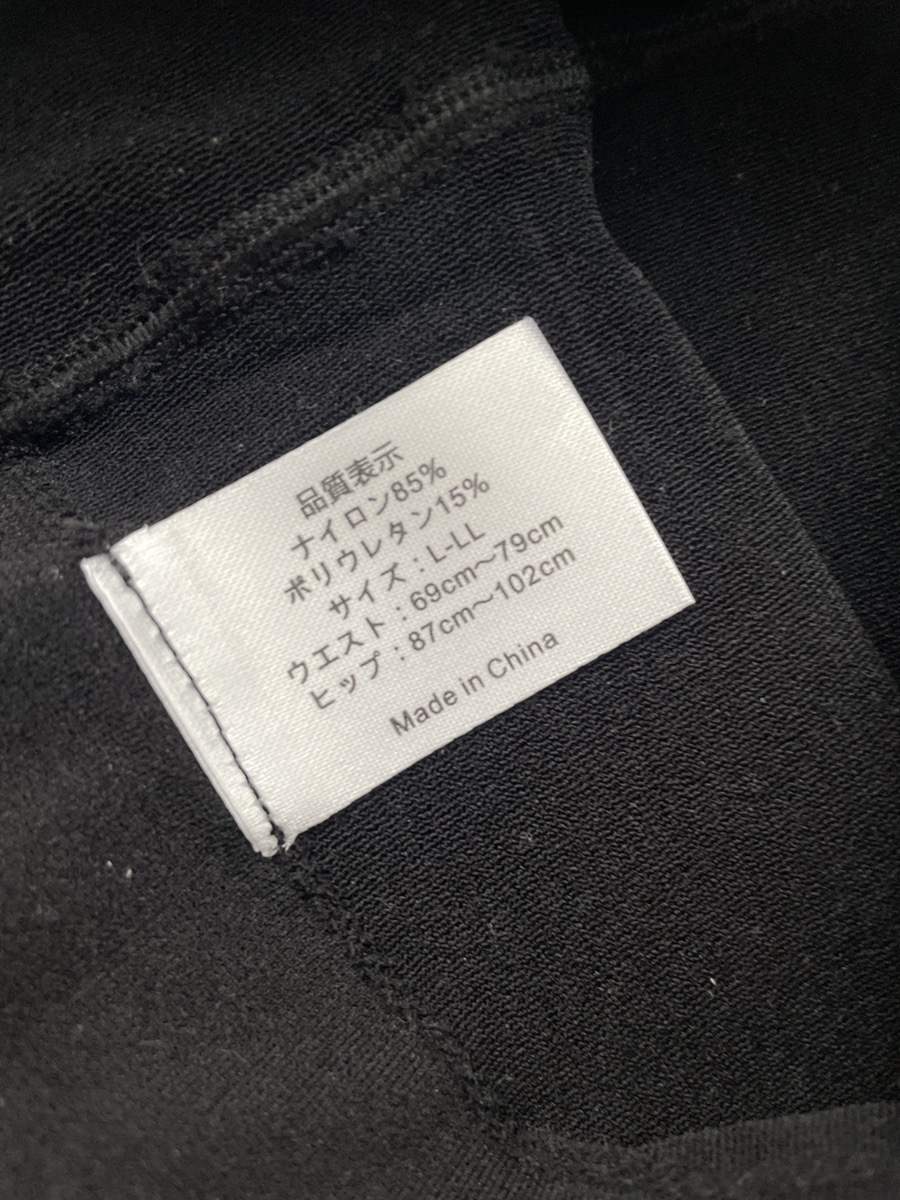 品質表示
ナイロン85%
ポリウレタン15%
サイズ：L-LL
ウエスト：69cm～79cm
ヒップ：87cm～102cm
Made in China